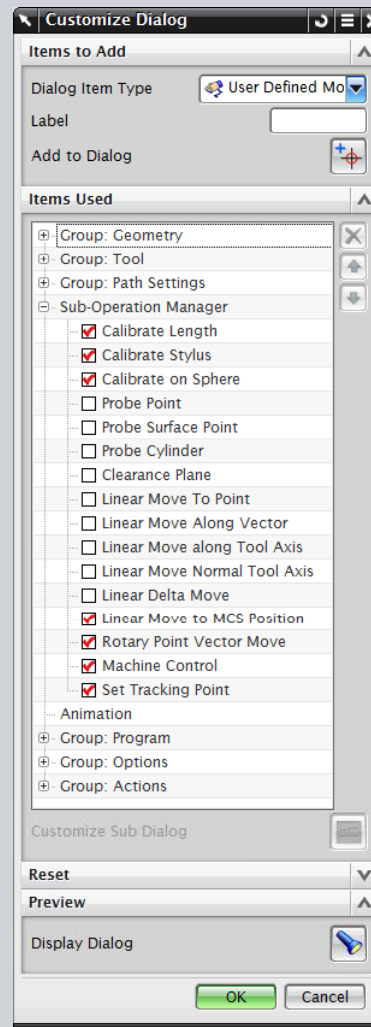 Customize Dialog
Items to Add
Dialog Item Type
User Defined Mo
Label
Add to Dialog
Items Used
Group: Geometry
Group: Tool
Group: Path Settings
Sub-Operation Manager
Calibrate Length
Calibrate Stylus
Calibrate on Sphere
Probe Point
Probe Surface Point
Probe Cylinder
Clearance Plane
Linear Move To Point
Linear Move Along Vector
Linear Move along Tool Axis
Linear Move Normal Tool Axis
Linear Delta Move
Linear Move to MCS Position
Rotary Point Vector Move
Machine Control
Set Tracking Point
Animation
Group: Program
Group: Options
Group: Actions
Customize Sub Dialog
Reset
Preview
Display Dialog
OK Cancel